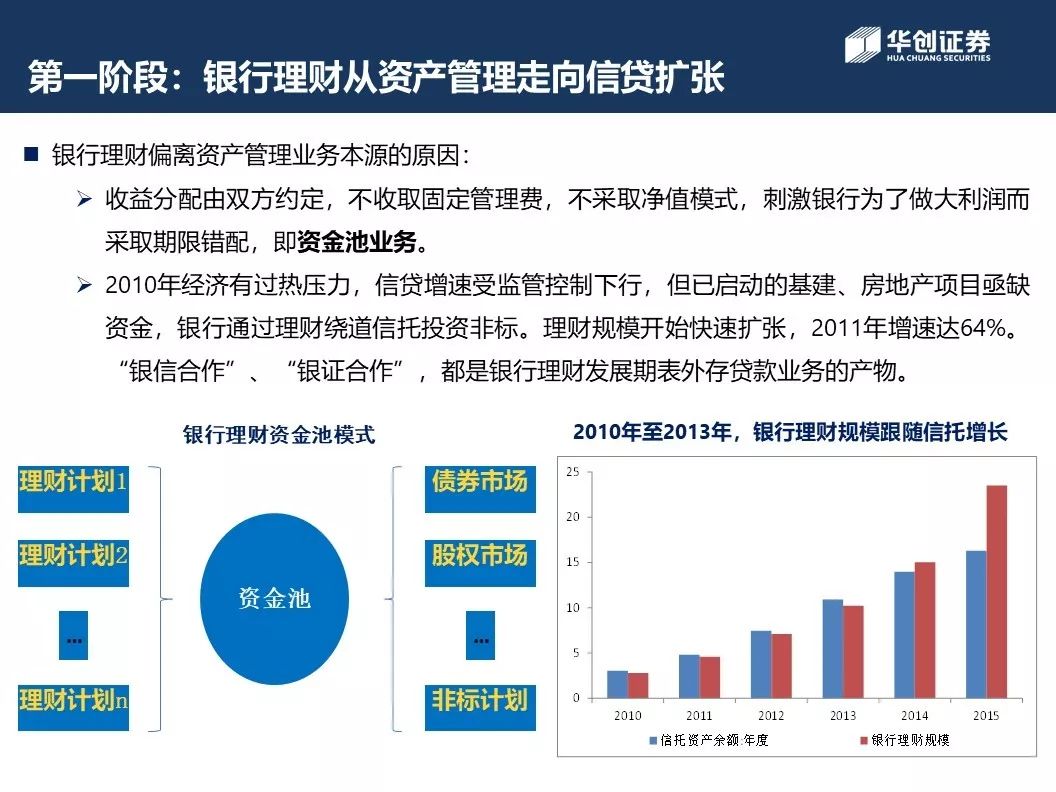 华创证券
HUA CHUANG SECURITIES
第一阶段：银行理财从资产管理走向信贷扩张
银行理财偏离资产管理业务本源的原因：
收益分配由双方约定，不收取固定管理费，不采取净值模式，刺激银行为了做大利润而
采取期限错配，即资金池业务。
2010年经济有过热压力，信贷增速受监管控制下行，但已启动的基建、房地产项目亟缺
资金，银行通过理财绕道信托投资非标。理财规模开始快速扩张，2011年增速达64%。
“银信合作”、“银证合作”，都是银行理财发展期表外存贷款业务的产物。
银行理财资金池模式
理财计划1
理财计划2
...
理财计划n
资金池
债券市场
股权市场
...
非标计划
2010年至2013年，银行理财规模跟随信托增长
25
20
15
10
5
0
2010 2011 2012 2013 2014 2015
信托资产余额:年度 银行理财规模